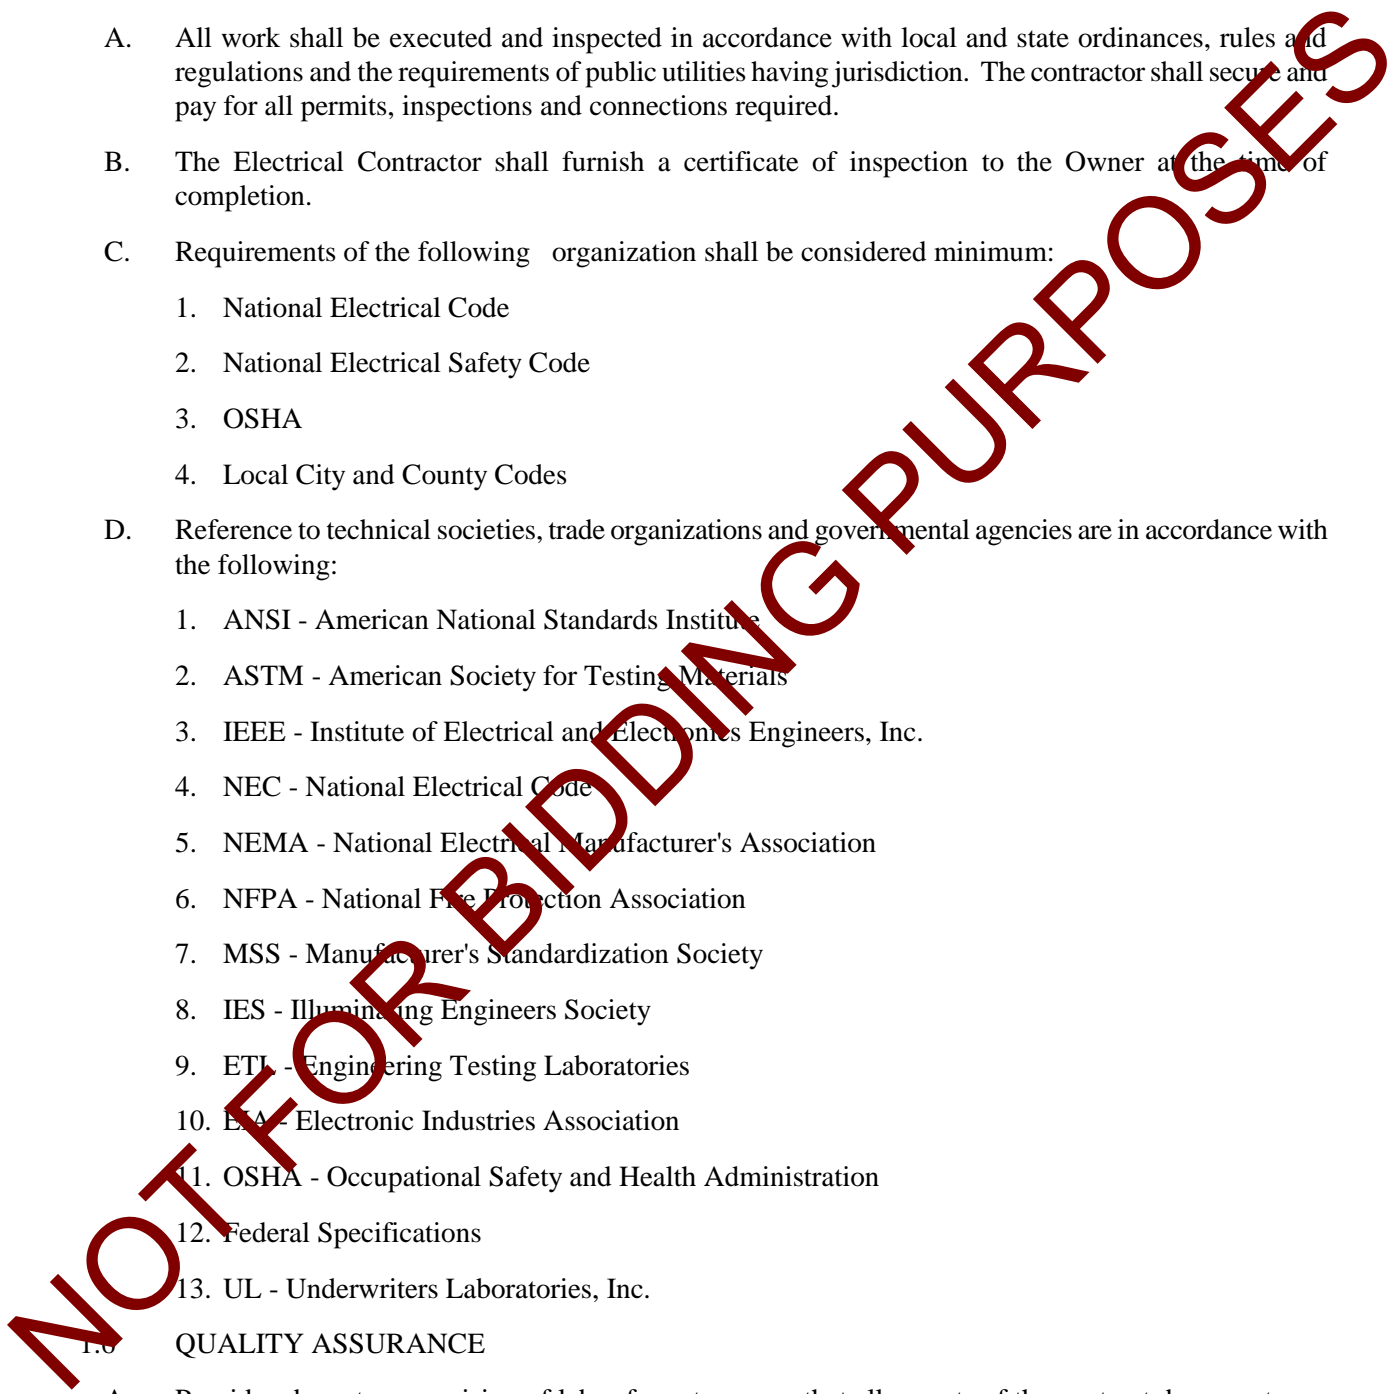 A. All work shall be executed and inspected in accordance with local and state ordinances, rules and
regulations and the requirements of public utilities having jurisdiction. The contractor shall secure and
pay for all permits, inspections and connections required.
B. The Electrical Contractor shall furnish a certificate of inspection to the Owner at the time of
completion.
C. Requirements of the following organization shall be considered minimum:
1. National Electrical Code
2. National Electrical Safety Code
3. OSHA
4. Local City and County Codes
D. Reference to technical societies, trade organizations and governmental agencies are in accordance with
the following:
1. ANSI - American National Standards Institute
2. ASTM - American Society for Testing Materials
3. IEEE - Institute of Electrical and Electronics Engineers, Inc.
4. NEC - National Electrical Code
5. NEMA - National Electrical Manufacturer's Association
6. NFPA - National Fire Protection Association
7. MSS - Manufacturer's Standardization Society
8. IES - Illuminating Engineers Society
9. ETL - Engineering Testing Laboratories
10. EIA - Electronic Industries Association
11. OSHA - Occupational Safety and Health Administration
12. Federal Specifications
13. UL - Underwriters Laboratories, Inc.
QUALITY ASSURANCE
NOT FOR BIDDING PURPOSES